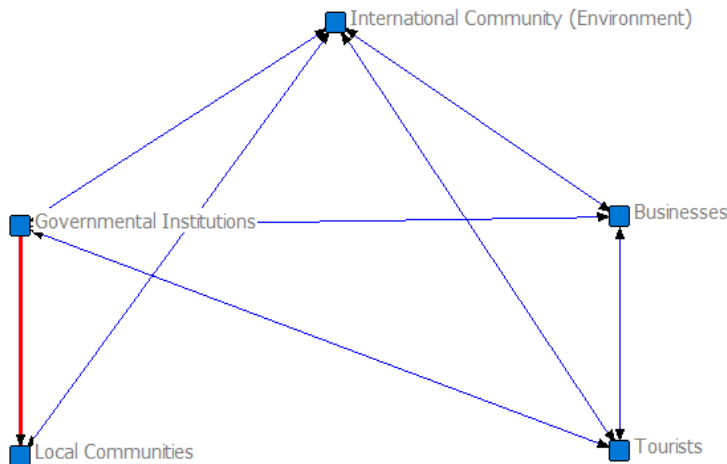 International Community (Environment)
Governmental Institutions
Businesses
Local Communities
Tourists